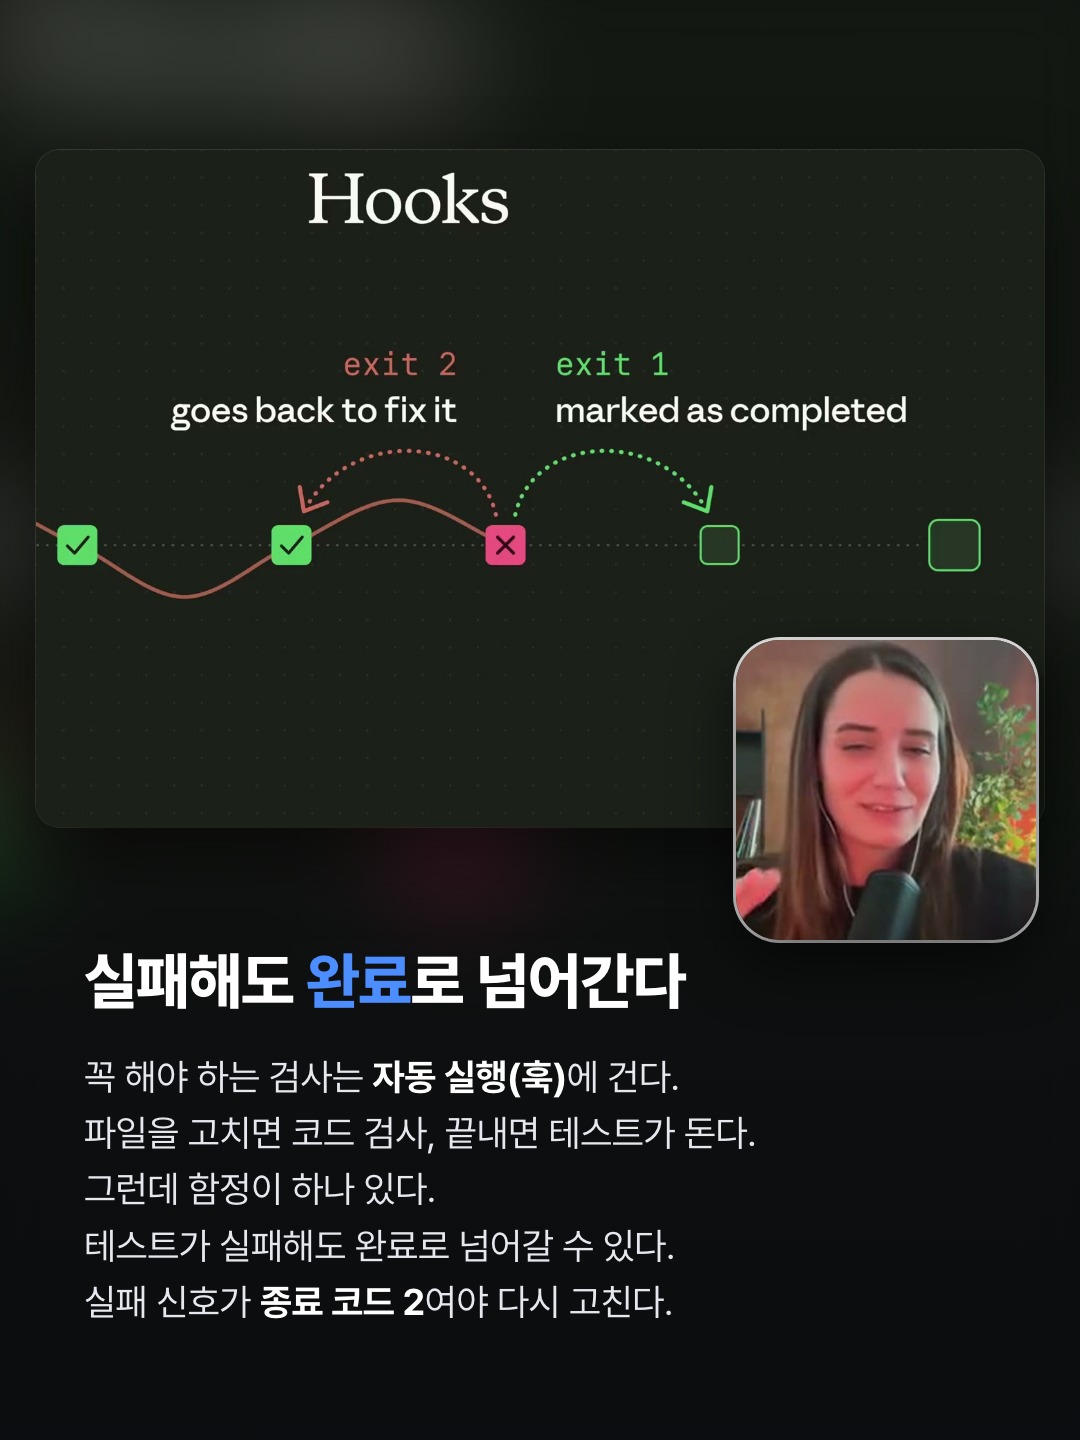 Hooks
exit 2
goes back to fix it
exit 1
marked as completed
실패해도 완료로 넘어간다
꼭 해야 하는 검사는 자동 실행(훅)에 건다.
파일을 고치면 코드 검사, 끝내면 테스트가 돈다.
그런데 함정이 하나 있다.
테스트가 실패해도 완료로 넘어갈 수 있다.
실패 신호가 종료 코드 2여야 다시 고친다.